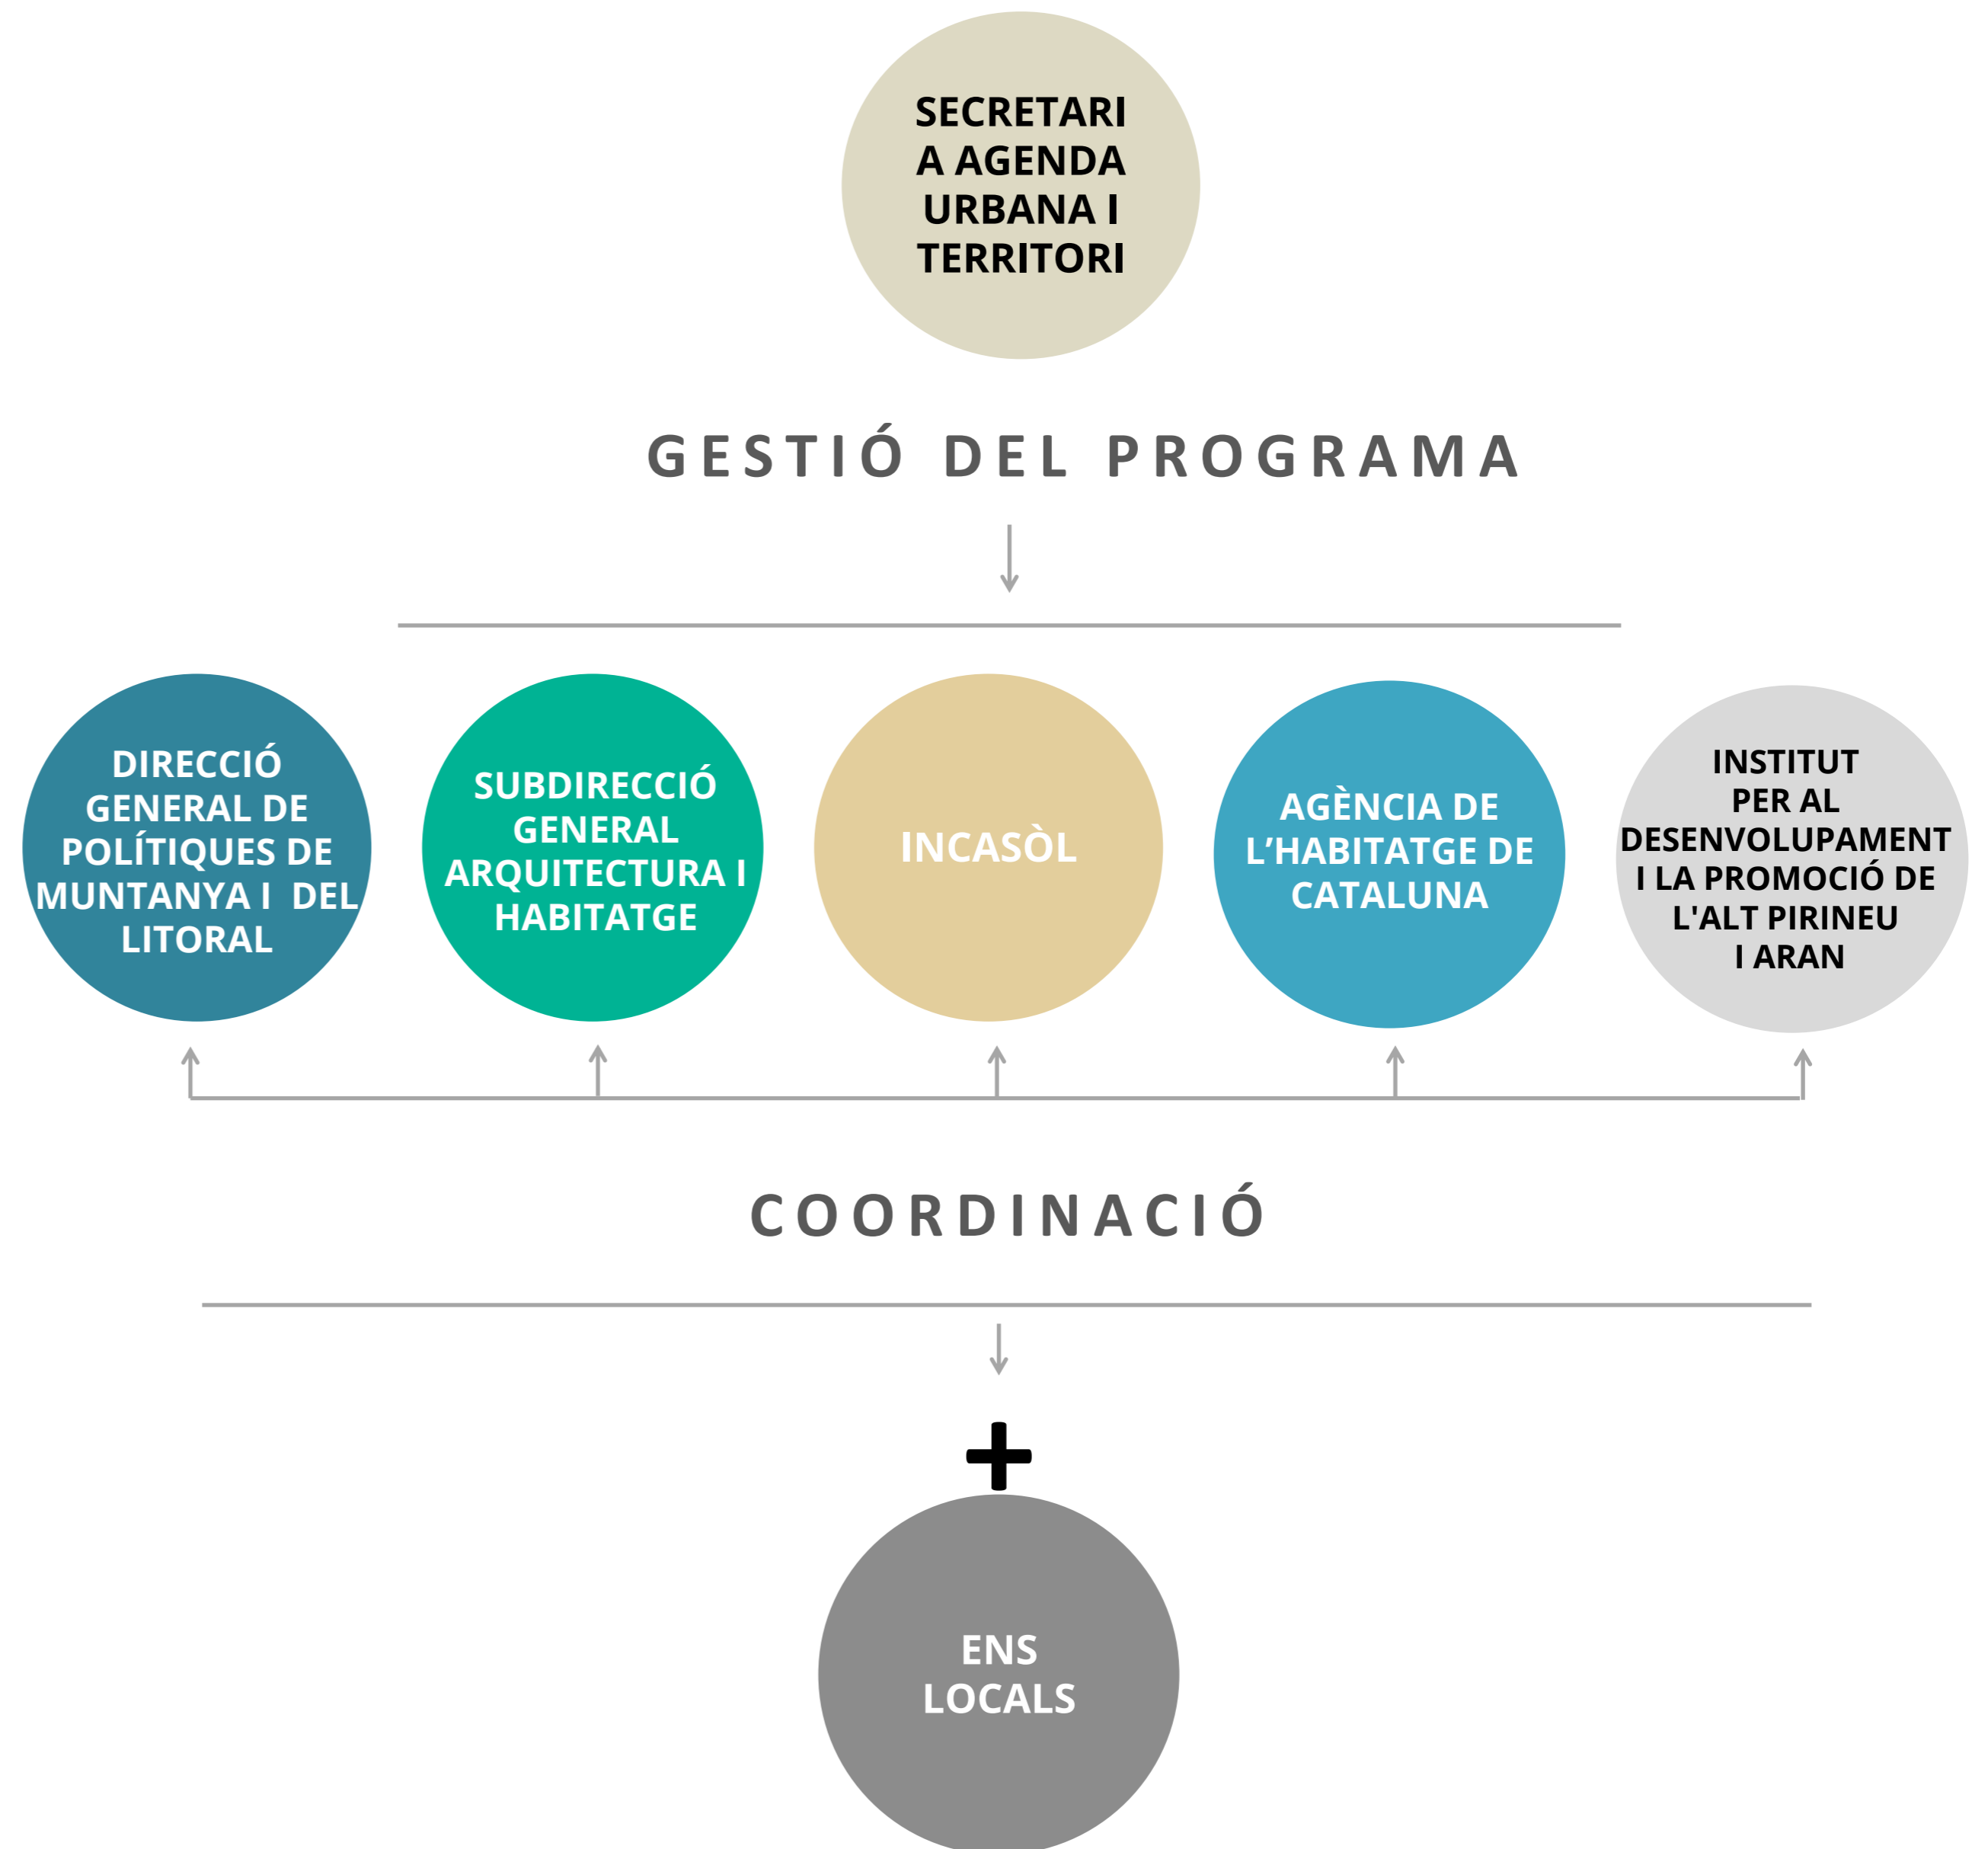 SECRETARI
A AGENDA
URBANA I
TERRITORI
GESTIÓ DEL PROGRAMA
DIRECCIÓ
GENERAL DE
POLÍTIQUES DE
MUNTANYA I  DEL
LITORAL
SUBDIRECCIÓ
GENERAL
ARQUITECTURA I
HABITATGE
INCASÒL
AGÈNCIA DE
L’HABITATGE DE
CATALUNA
INSTITUT
PER AL
DESENVOLUPAMENT
I LA PROMOCIÓ DE
L'ALT PIRINEU
I ARAN
COORDINACIÓ
+
ENS
LOCALS